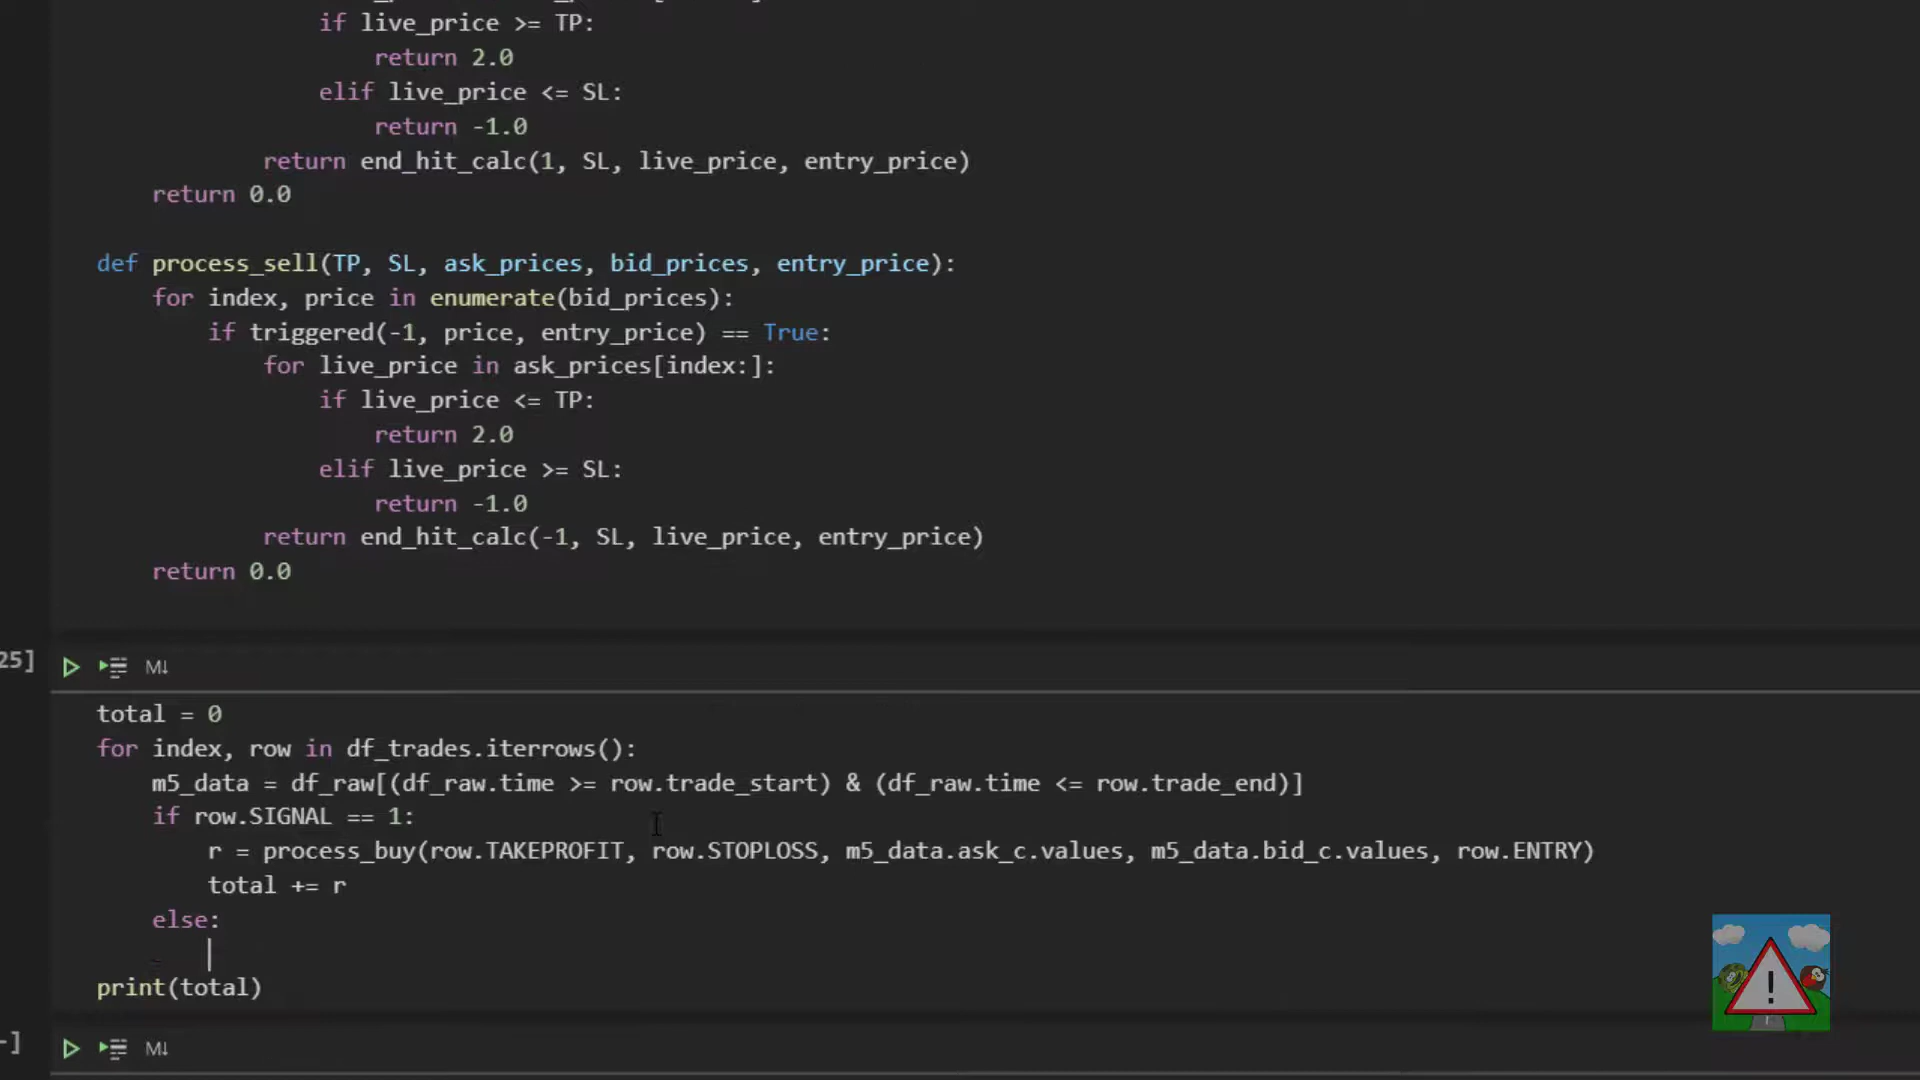 if live_price >= TP:
return 2.0
elif live_price <= SL:
return -1.0
return end_hit_calc(1, SL, live_price, entry_price)
return 0.0
def process_sell(TP, SL, ask_prices, bid_prices, entry_price):
for index, price in enumerate(bid_prices):
if triggered(-1, price, entry_price) == True:
for live_price in ask_prices[index:]:
if live_price <= TP:
return 2.0
elif live_price >= SL:
return -1.0
return end_hit_calc(-1, SL, live_price, entry_price)
return 0.0
25] M↓
total = 0
for index, row in df_trades.iterrows():
m5_data = df_raw[(df_raw.time >= row.trade_start) & (df_raw.time <= row.trade_end)]
if row.SIGNAL == 1:
r = process_buy(row.TAKEPROFIT, row.STOPLOSS, m5_data.ask_c.values, m5_data.bid_c.values, row.ENTRY)
total += r
else:
print(total)
-] M↓
!